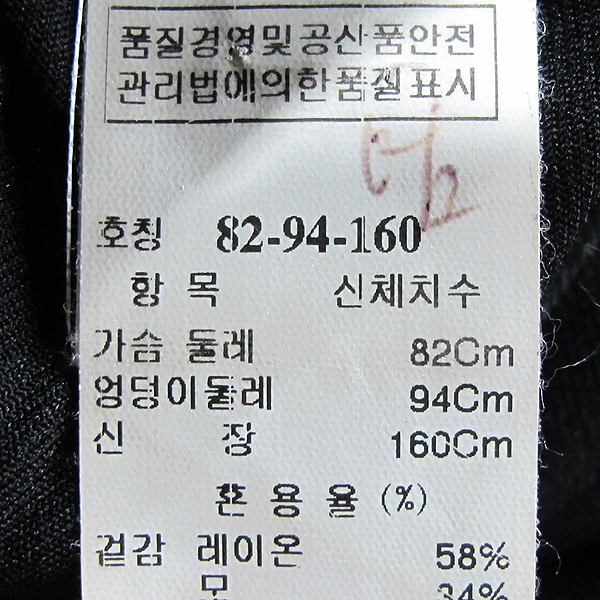 품질경영및공산품안전
관리법에의한품질표시
호칭 82-94-160
항 목 신체치수
가슴 둘레 82Cm
엉덩이둘레 94Cm
신 장 160Cm
혼 용 율 (%)
겉감 레이온 58%
모 34%